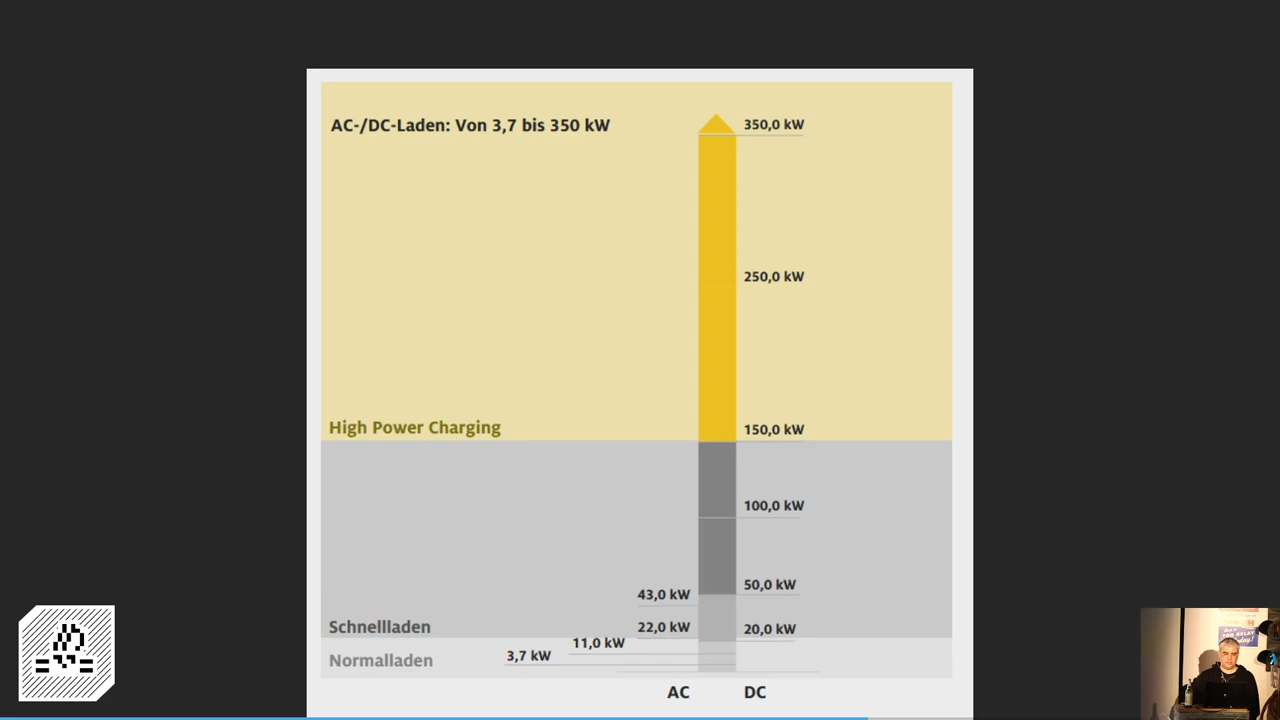 AC-/DC-Laden: Von 3,7 bis 350 kW
350,0 kW
250,0 kW
High Power Charging
150,0 kW
100,0 kW
50,0 kW
43,0 kW
Schnellladen
22,0 kW
20,0 kW
11,0 kW
3,7 kW
Normalladen
AC
DC